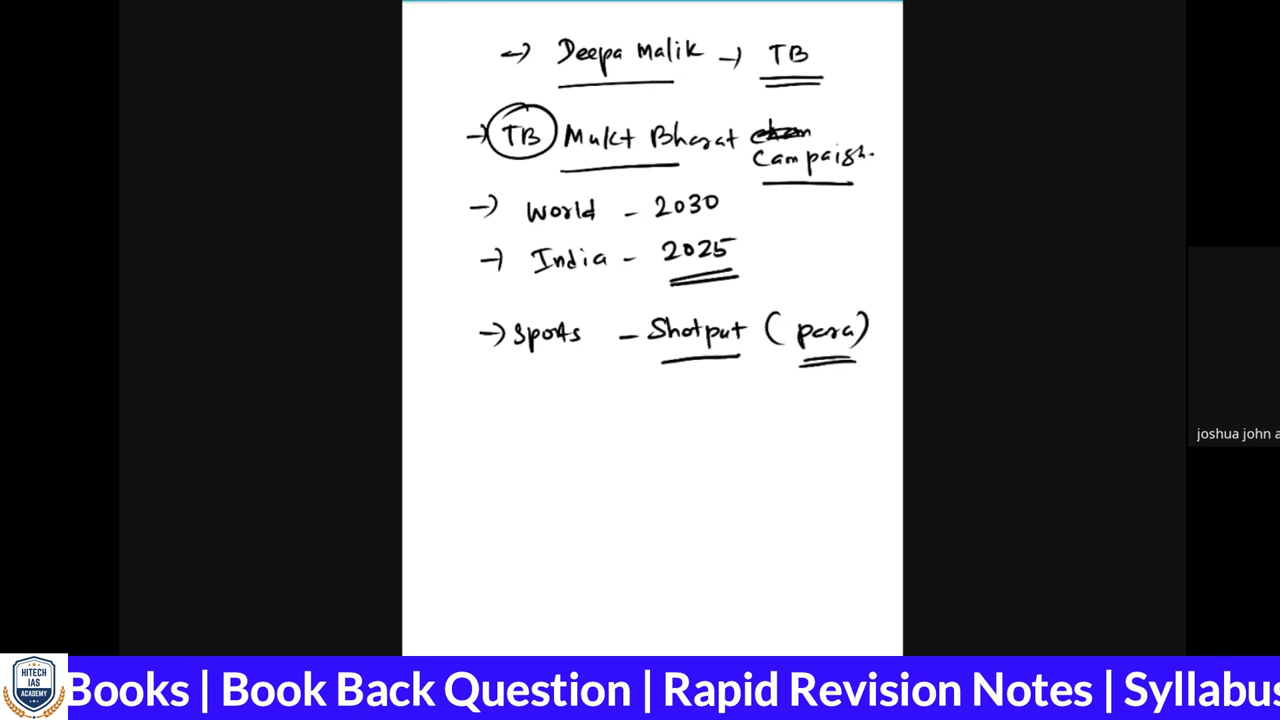 → Deepa Malik → TB
→ TB Mukt Bharat
Campaign.
→ World - 2030
→ India - 2025
→ Sports - Shotput (para)
joshua john a
HITECH
IAS
ACADEMY
Books | Book Back Question | Rapid Revision Notes | Syllabus